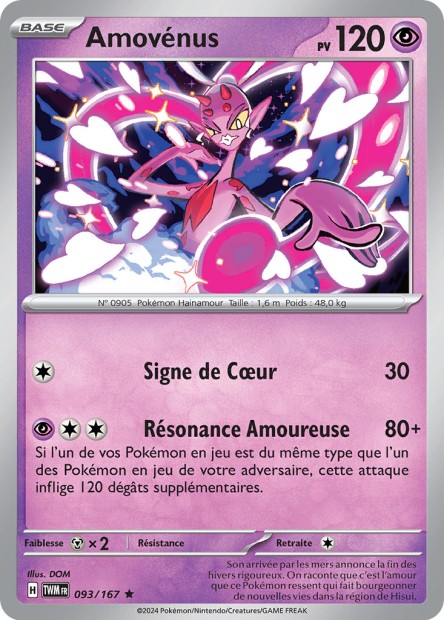 BASE
Amovénus
PV 120
N° 0905 Pokémon Hainamour Taille : 1,6 m Poids : 48,0 kg
Signe de Cœur 30
Résonance Amoureuse 80+
Si l'un de vos Pokémon en jeu est du même type que l'un
des Pokémon en jeu de votre adversaire, cette attaque
inflige 120 dégâts supplémentaires.
Faiblesse ×2 Résistance Retraite
Illus. DOM
H TWM FR 093/167
Son arrivée par les mers annonce la fin des
hivers rigoureux. On raconte que c'est l'amour
que ce Pokémon ressent qui fait bourgeonner
de nouvelles vies dans la région de Hisui.
©2024 Pokémon/Nintendo/Creatures/GAME FREAK